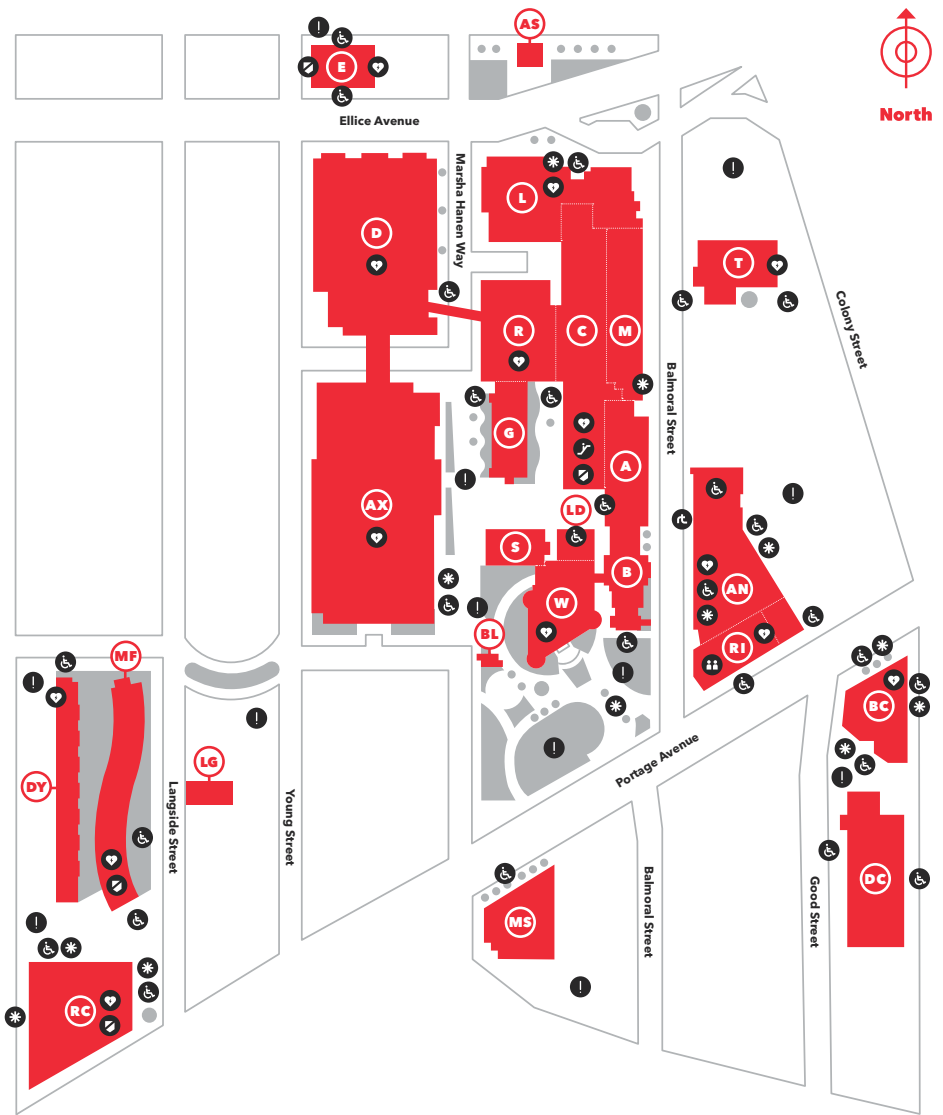 AS
E
North
Ellice Avenue
Marsha Hanen Way
L
D
T
R
C
M
Colony Street
Balmoral Street
G
A
AX
LD
S
B
W
AN
BL
RI
MF
BC
LG
DY
Portage Avenue
Langside Street
Young Street
DC
Balmoral Street
Good Street
MS
RC